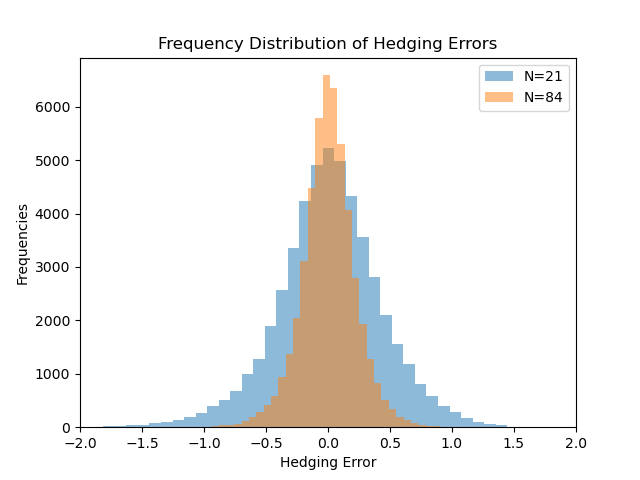 Frequency Distribution of Hedging Errors
N=21
N=84
Frequencies
6000
5000
4000
3000
2000
1000
0
−2.0 −1.5 −1.0 −0.5 0.0 0.5 1.0 1.5 2.0
Hedging Error